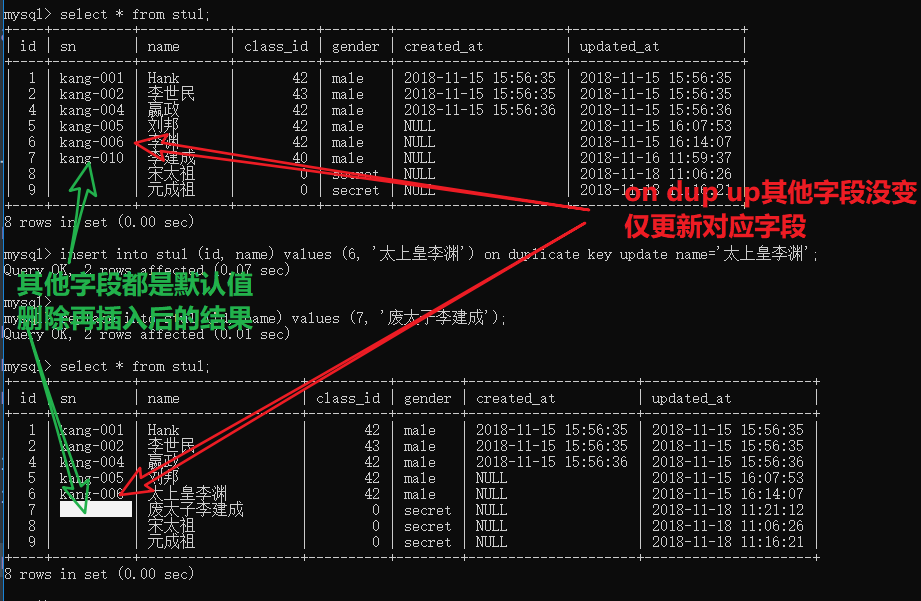 mysql> select * from stul;
id | sn | name | class_id | gender | created_at | updated_at
1 | kang-001 | Hank | 42 | male | 2018-11-15 15:56:35 | 2018-11-15 15:56:35
2 | kang-002 | 李世民 | 43 | male | 2018-11-15 15:56:35 | 2018-11-15 15:56:35
4 | kang-004 | 嬴政 | 42 | male | 2018-11-15 15:56:36 | 2018-11-15 15:56:36
5 | kang-005 | 刘邦 | 42 | male | NULL | 2018-11-15 16:07:53
6 | kang-006 | 李渊 | 42 | male | NULL | 2018-11-15 16:14:07
7 | kang-010 | 李建成 | 40 | male | NULL | 2018-11-16 11:59:37
8 | 宋太祖 | 0 | secret | NULL | 2018-11-18 11:06:26
9 | 元成祖 | 0 | secret | NULL | 2018-11-18 11:16:21
on dup up其他字段没变
仅更新对应字段
8 rows in set (0.00 sec)
mysql> insert into stul (id, name) values (6, '太上皇李渊') on duplicate key update name='太上皇李渊';
Query OK, 2 rows affected (0.07 sec)
其他字段都是默认值
删除再插入后的结果
mysql>
mysql> replace into stul (id, name) values (7, '废太子李建成');
Query OK, 2 rows affected (0.01 sec)
mysql> select * from stul;
id | sn | name | class_id | gender | created_at | updated_at
1 | kang-001 | Hank | 42 | male | 2018-11-15 15:56:35 | 2018-11-15 15:56:35
2 | kang-002 | 李世民 | 43 | male | 2018-11-15 15:56:35 | 2018-11-15 15:56:35
4 | kang-004 | 嬴政 | 42 | male | 2018-11-15 15:56:36 | 2018-11-15 15:56:36
5 | kang-005 | 刘邦 | 42 | male | NULL | 2018-11-15 16:07:53
6 | kang-006 | 太上皇李渊 | 42 | male | NULL | 2018-11-15 16:14:07
7 | 废太子李建成 | 0 | secret | NULL | 2018-11-18 11:21:12
8 | 宋太祖 | 0 | secret | NULL | 2018-11-18 11:06:26
9 | 元成祖 | 0 | secret | NULL | 2018-11-18 11:16:21
8 rows in set (0.00 sec)